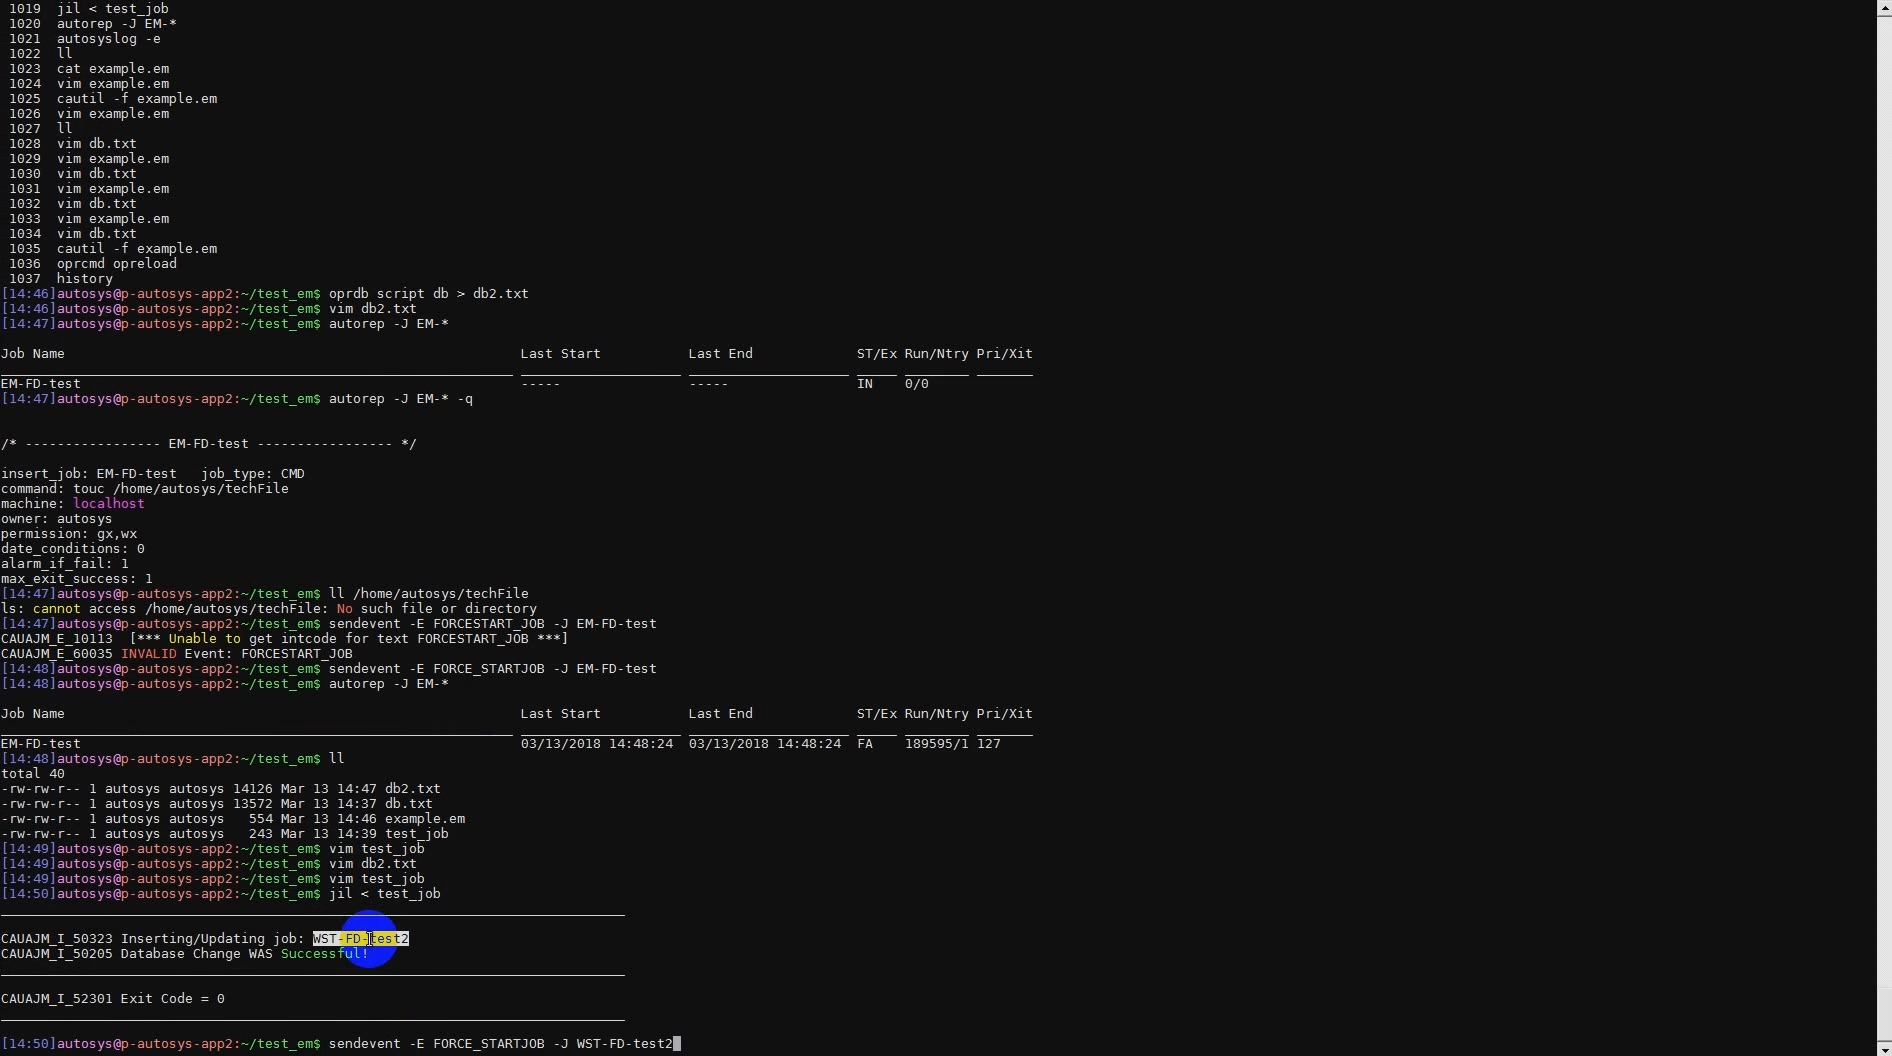 1019  jil < test_job
1020  autorep -J EM-*
1021  autosyslog -e
1022  ll
1023  cat example.em
1024  vim example.em
1025  cautil -f example.em
1026  vim example.em
1027  ll
1028  vim db.txt
1029  vim example.em
1030  vim db.txt
1031  vim example.em
1032  vim db.txt
1033  vim example.em
1034  vim db.txt
1035  cautil -f example.em
1036  oprcmd opreload
1037  history
[14:46]autosys@p-autosys-app2:~/test_em$ oprdb script db > db2.txt
[14:46]autosys@p-autosys-app2:~/test_em$ vim db2.txt
[14:47]autosys@p-autosys-app2:~/test_em$ autorep -J EM-*
Job Name Last Start Last End ST/Ex Run/Ntry Pri/Xit
EM-FD-test ----- ----- IN 0/0
[14:47]autosys@p-autosys-app2:~/test_em$ autorep -J EM-* -q
/* ----------------- EM-FD-test ----------------- */
insert_job: EM-FD-test   job_type: CMD
command: touc /home/autosys/techFile
machine: localhost
owner: autosys
permission: gx,wx
date_conditions: 0
alarm_if_fail: 1
max_exit_success: 1
[14:47]autosys@p-autosys-app2:~/test_em$ ll /home/autosys/techFile
ls: cannot access /home/autosys/techFile: No such file or directory
[14:47]autosys@p-autosys-app2:~/test_em$ sendevent -E FORCESTART_JOB -J EM-FD-test
CAUAJM_E_10113  [*** Unable to get intcode for text FORCESTART_JOB ***]
CAUAJM_E_60035 INVALID Event: FORCESTART_JOB
[14:48]autosys@p-autosys-app2:~/test_em$ sendevent -E FORCE_STARTJOB -J EM-FD-test
[14:48]autosys@p-autosys-app2:~/test_em$ autorep -J EM-*
Job Name Last Start Last End ST/Ex Run/Ntry Pri/Xit
EM-FD-test 03/13/2018 14:48:24 03/13/2018 14:48:24 FA 189595/1 127
[14:48]autosys@p-autosys-app2:~/test_em$ ll
total 40
-rw-rw-r-- 1 autosys autosys 14126 Mar 13 14:47 db2.txt
-rw-rw-r-- 1 autosys autosys 13572 Mar 13 14:37 db.txt
-rw-rw-r-- 1 autosys autosys   554 Mar 13 14:46 example.em
-rw-rw-r-- 1 autosys autosys   243 Mar 13 14:39 test_job
[14:49]autosys@p-autosys-app2:~/test_em$ vim test_job
[14:49]autosys@p-autosys-app2:~/test_em$ vim db2.txt
[14:49]autosys@p-autosys-app2:~/test_em$ vim test_job
[14:50]autosys@p-autosys-app2:~/test_em$ jil < test_job
CAUAJM_I_50323 Inserting/Updating job: WST-FD-test2
CAUAJM_I_50205 Database Change WAS Successful!
CAUAJM_I_52301 Exit Code = 0
[14:50]autosys@p-autosys-app2:~/test_em$ sendevent -E FORCE_STARTJOB -J WST-FD-test2